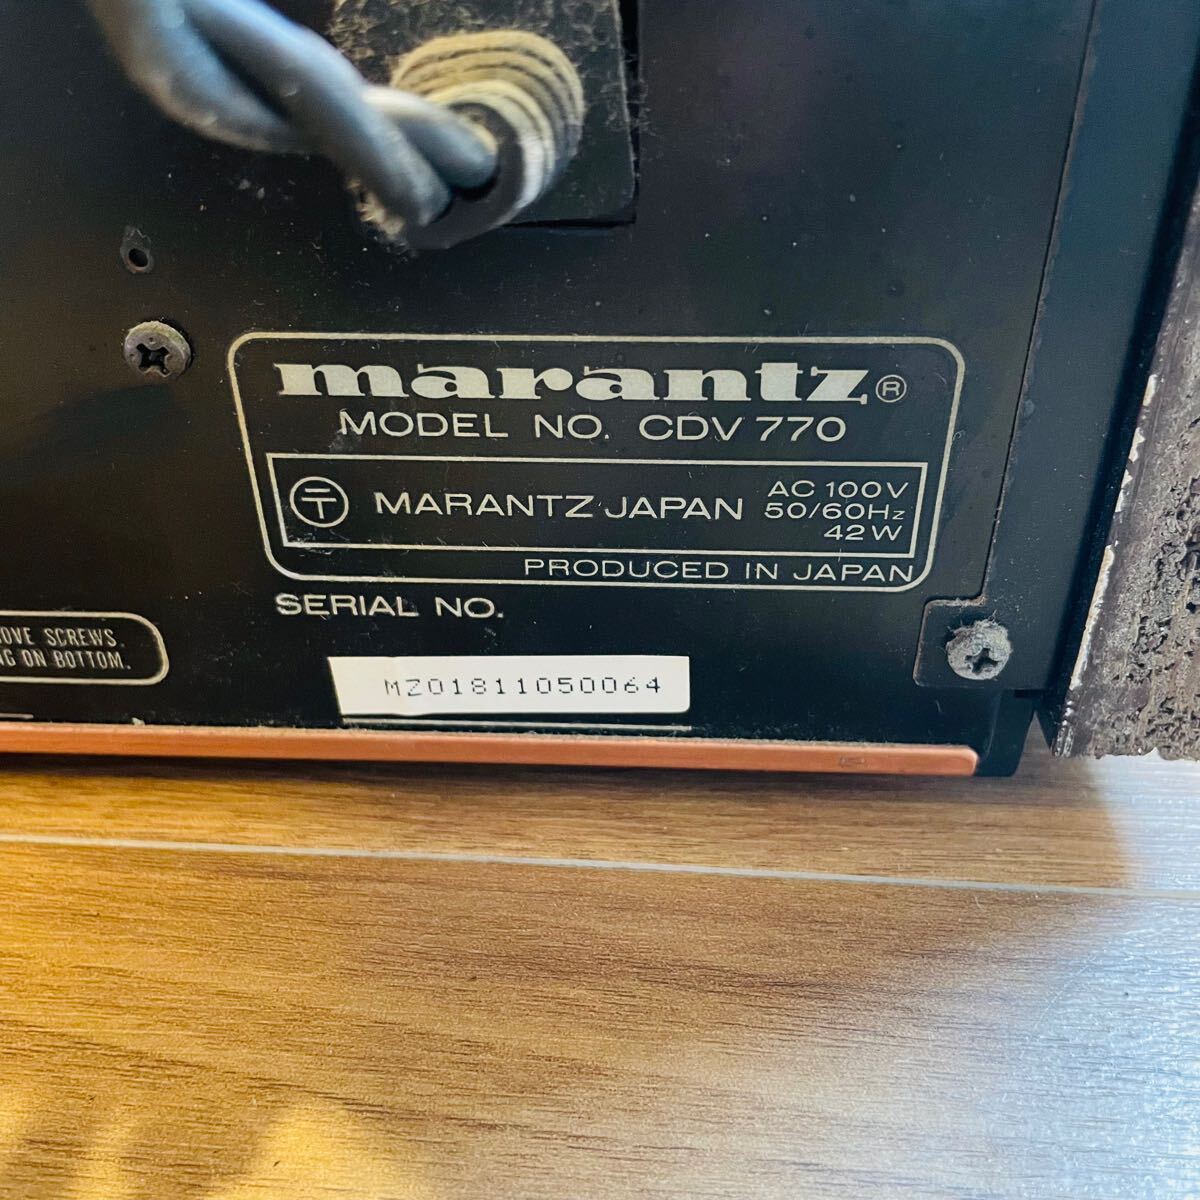 marantz®
MODEL NO. CDV 770
MARANTZ JAPAN
AC 100V
50/60Hz
42W
PRODUCED IN JAPAN
SERIAL NO.
MZ01811050064
SCREWS.
ON BOTTOM.